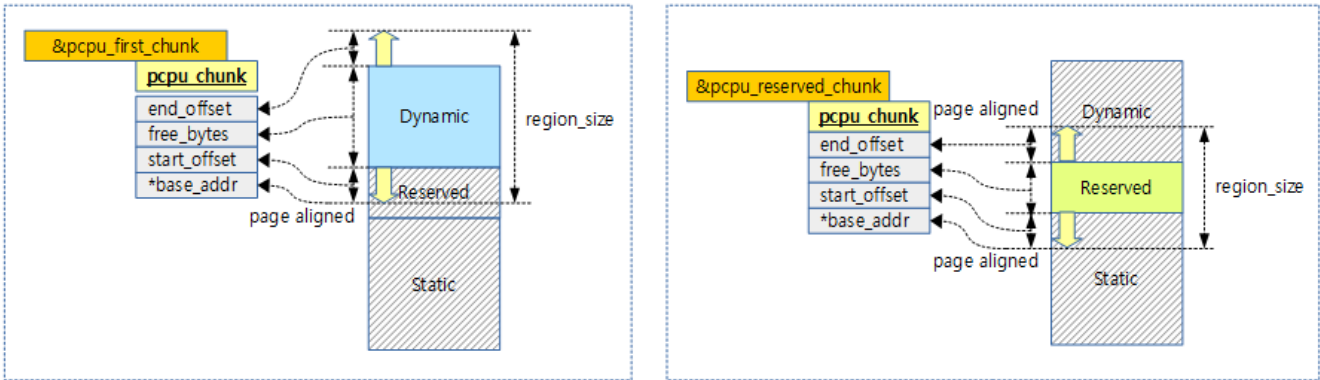 &pcpu_first_chunk
pcpu_chunk
end_offset
free_bytes
start_offset
*base_addr
page aligned
Dynamic
Reserved
Static
region_size
&pcpu_reserved_chunk
pcpu_chunk
end_offset
free_bytes
start_offset
*base_addr
page aligned
page aligned
Dynamic
Reserved
Static
region_size